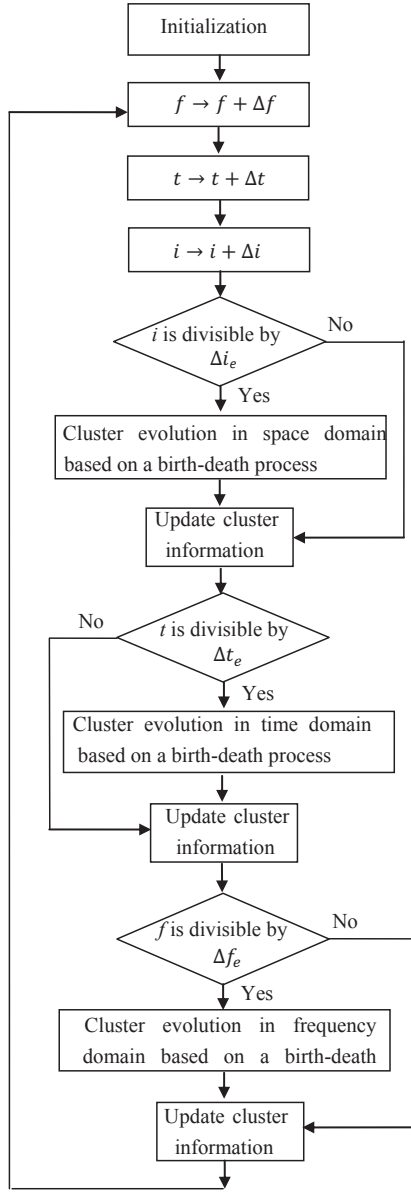 Initialization
f → f + Δf
t → t + Δt
i → i + Δi
i is divisible by
Δi_e
No
Yes
Cluster evolution in space domain
based on a birth-death process
Update cluster
information
No
t is divisible by
Δt_e
Yes
Cluster evolution in time domain
based on a birth-death process
Update cluster
information
f is divisible by
Δf_e
No
Yes
Cluster evolution in frequency
domain based on a birth-death
Update cluster
information